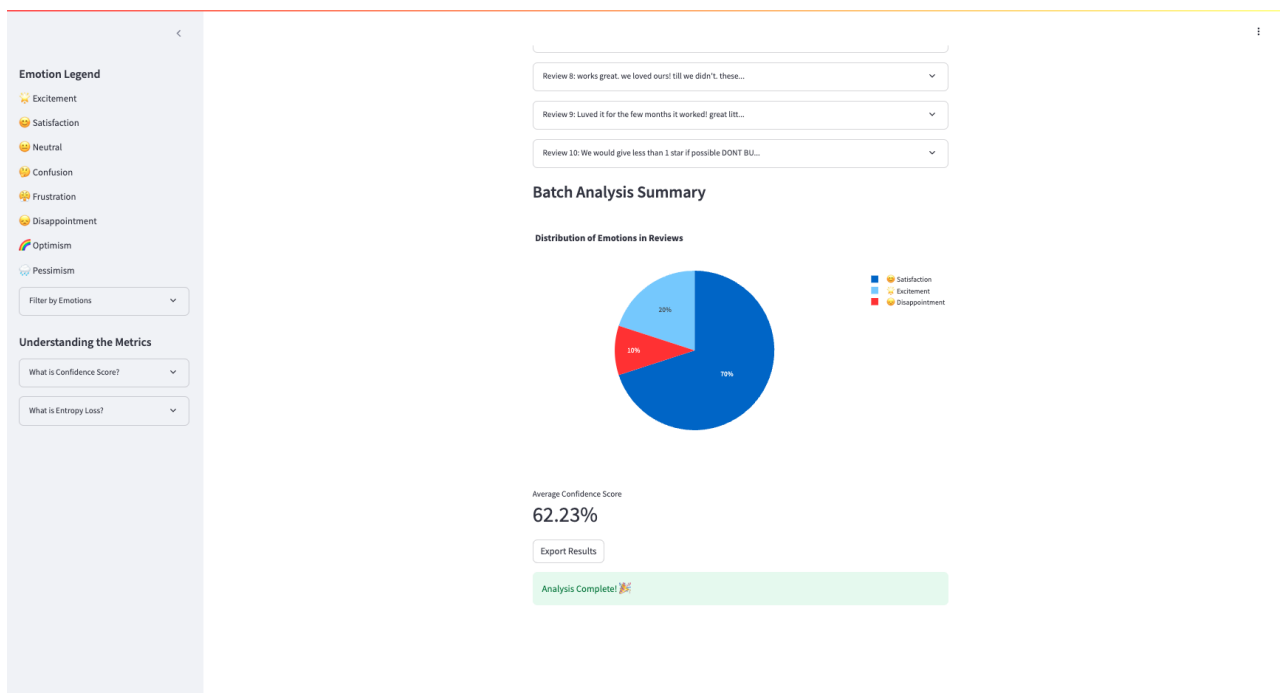 Emotion Legend
🌟 Excitement
😊 Satisfaction
😐 Neutral
🤔 Confusion
😤 Frustration
😞 Disappointment
🌈 Optimism
🌧️ Pessimism
Filter by Emotions
Understanding the Metrics
What is Confidence Score?
What is Entropy Loss?
Review 8: works great. we loved ours! till we didn't. these...
Review 9: Luved it for the few months it worked! great litt...
Review 10: We would give less than 1 star if possible DONT BU...
Batch Analysis Summary
Distribution of Emotions in Reviews
20%
10%
70%
😊 Satisfaction
🌟 Excitement
😞 Disappointment
Average Confidence Score
62.23%
Export Results
Analysis Complete! 🎉